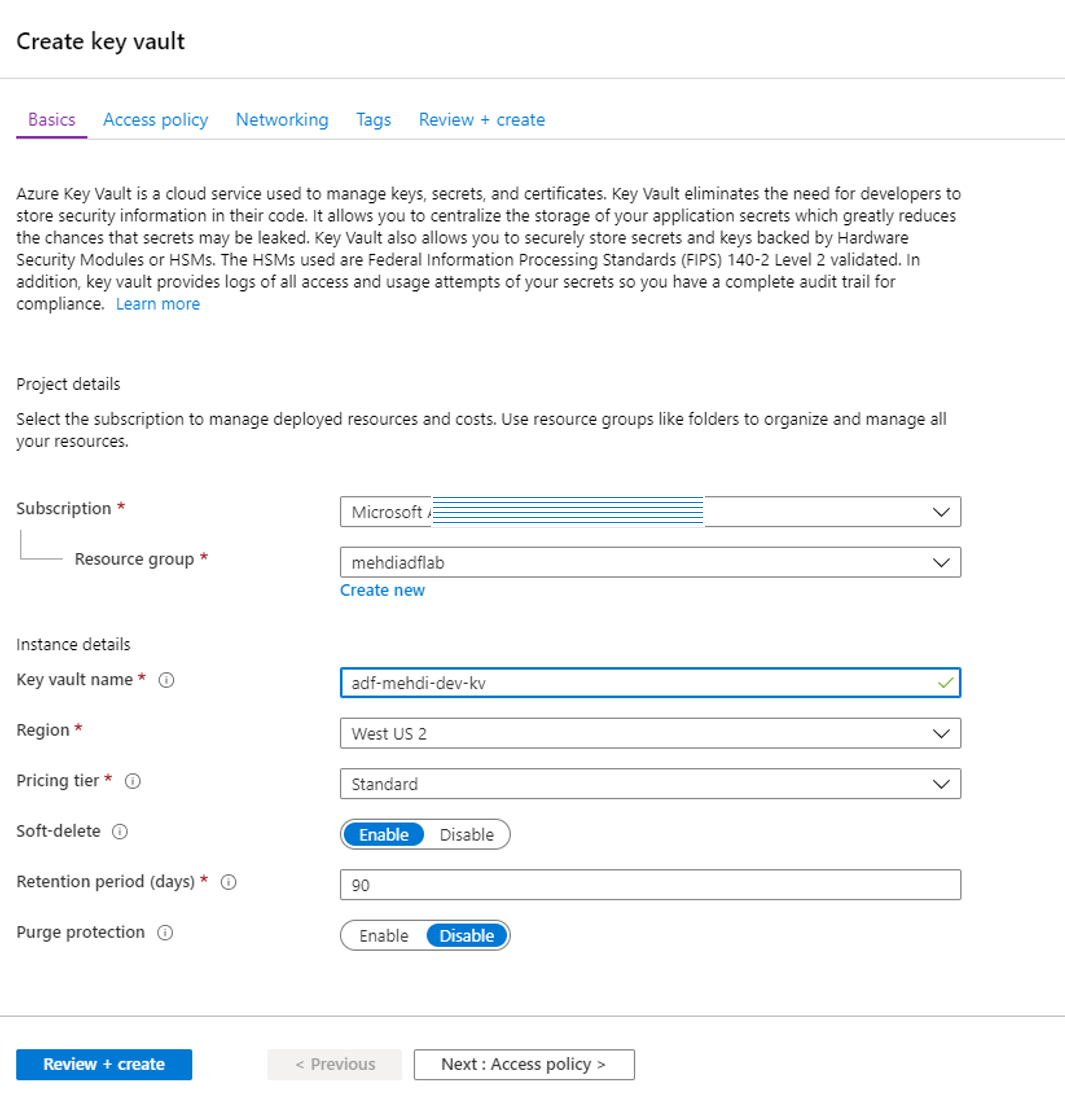 Create key vault
Basics Access policy Networking Tags Review + create
Azure Key Vault is a cloud service used to manage keys, secrets, and certificates. Key Vault eliminates the need for developers to
store security information in their code. It allows you to centralize the storage of your application secrets which greatly reduces
the chances that secrets may be leaked. Key Vault also allows you to securely store secrets and keys backed by Hardware
Security Modules or HSMs. The HSMs used are Federal Information Processing Standards (FIPS) 140-2 Level 2 validated. In
addition, key vault provides logs of all access and usage attempts of your secrets so you have a complete audit trail for
compliance. Learn more
Project details
Select the subscription to manage deployed resources and costs. Use resource groups like folders to organize and manage all
your resources.
Subscription * Microsoft
Resource group * mehdiadflab
Create new
Instance details
Key vault name * adf-mehdi-dev-kv
Region * West US 2
Pricing tier * Standard
Soft-delete Enable Disable
Retention period (days) * 90
Purge protection Enable Disable
Review + create < Previous Next : Access policy >